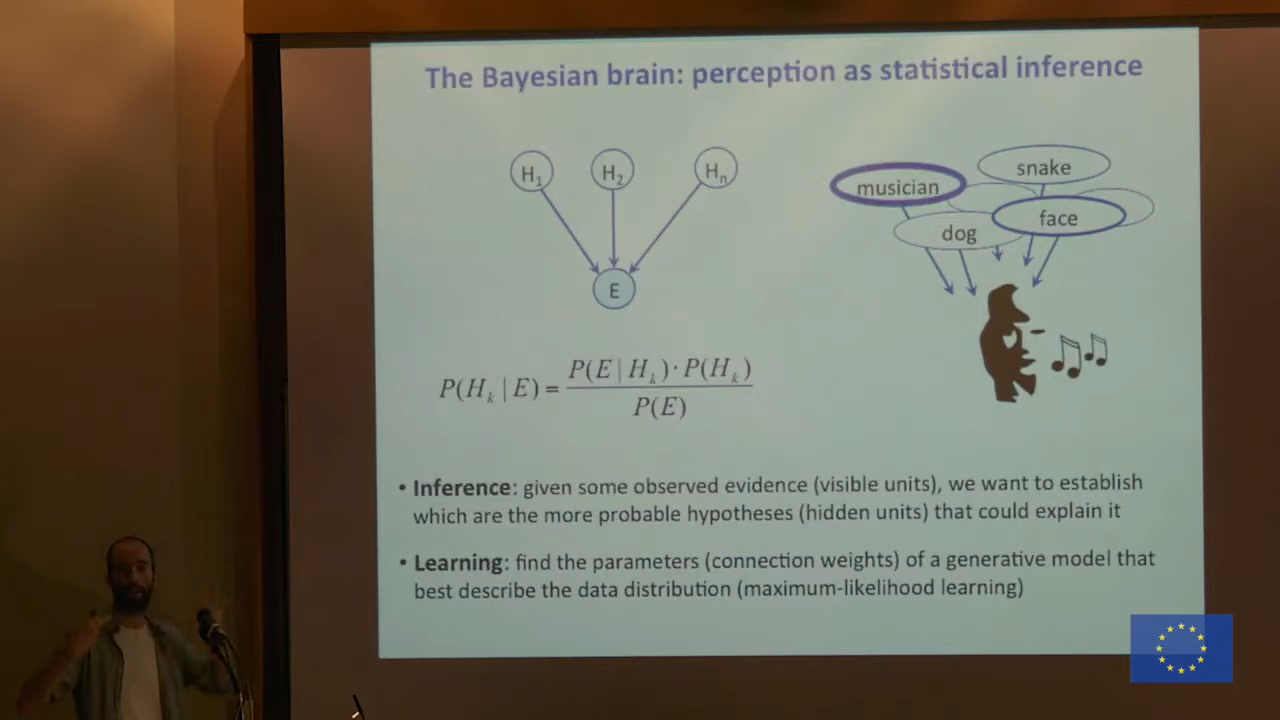 The Bayesian brain: perception as statistical inference
H1 H2 Hn
E
musician
snake
face
dog
P(Hk | E) = P(E | Hk) · P(Hk) / P(E)
• Inference: given some observed evidence (visible units), we want to establish
which are the more probable hypotheses (hidden units) that could explain it
• Learning: find the parameters (connection weights) of a generative model that
best describe the data distribution (maximum-likelihood learning)